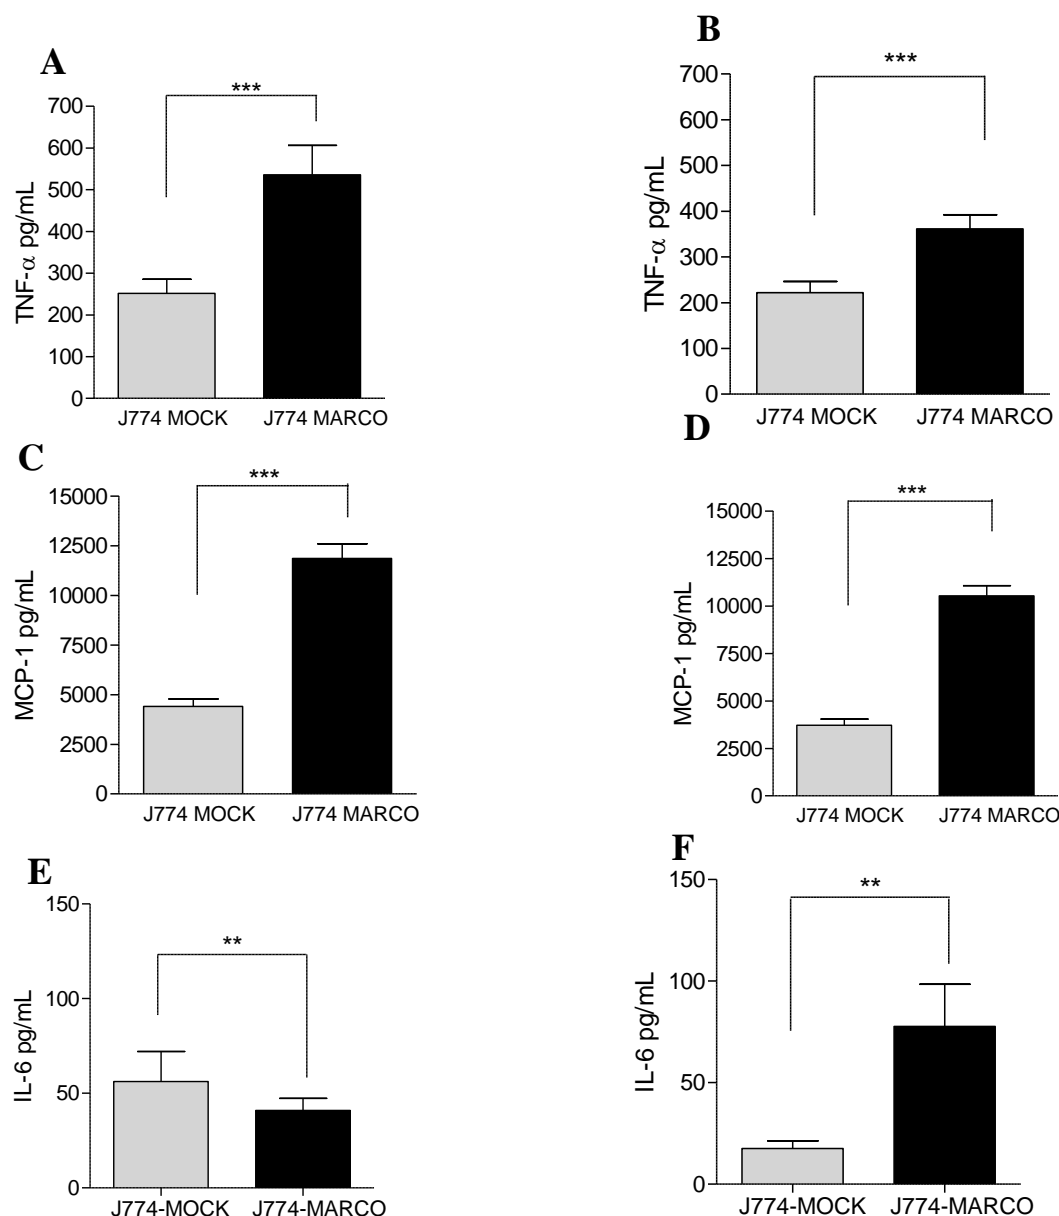 A
***
700
600
500
400
300
200
100
0
TNF-α pg/mL
J774 MOCK J774 MARCO
B
***
700
600
500
400
300
200
100
0
TNF-α pg/mL
J774 MOCK J774 MARCO
C
***
15000
12500
10000
7500
5000
2500
0
MCP-1 pg/mL
J774 MOCK J774 MARCO
D
***
15000
12500
10000
7500
5000
2500
0
MCP-1 pg/mL
J774 MOCK J774 MARCO
E
**
150
100
50
0
IL-6 pg/mL
J774-MOCK J774-MARCO
F
**
150
100
50
0
IL-6 pg/mL
J774-MOCK J774-MARCO